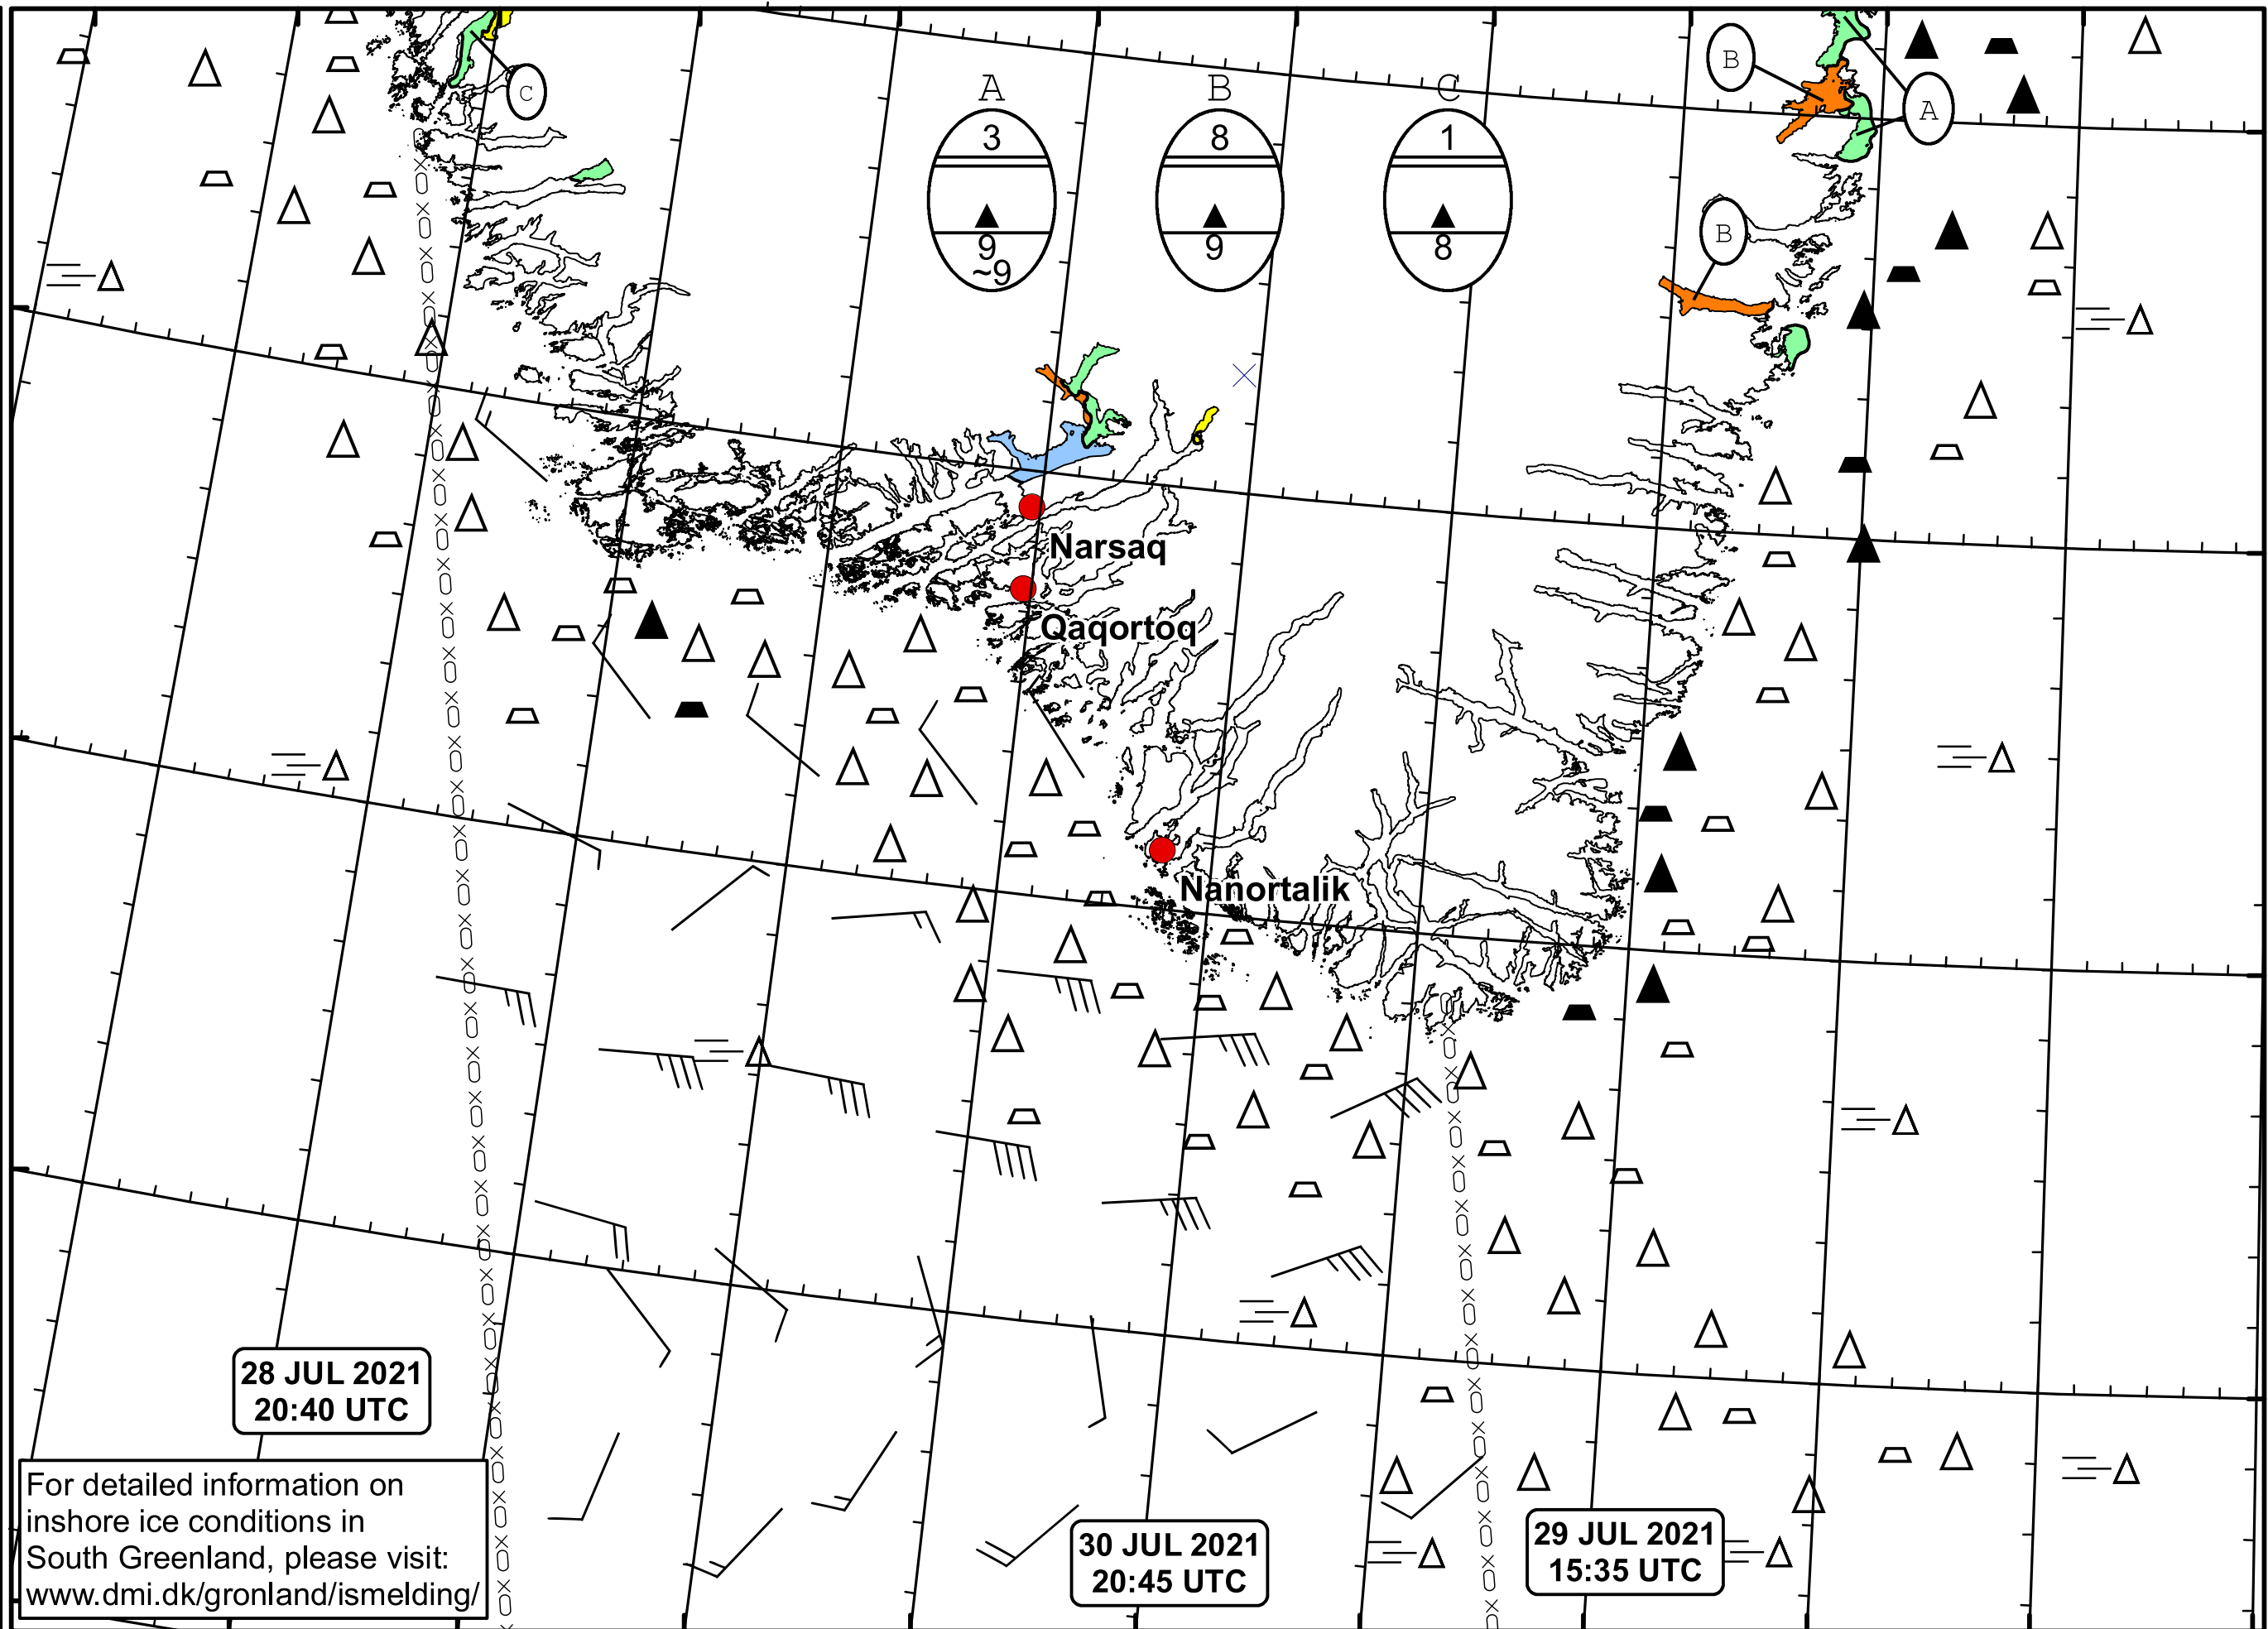 C
B
A
A
B
C
3
8
1
9
9
8
~9
B
Narsaq
Qaqortoq
Nanortalik
28 JUL 2021
20:40 UTC
For detailed information on
inshore ice conditions in
South Greenland, please visit:
www.dmi.dk/gronland/ismelding/
30 JUL 2021
20:45 UTC
29 JUL 2021
15:35 UTC